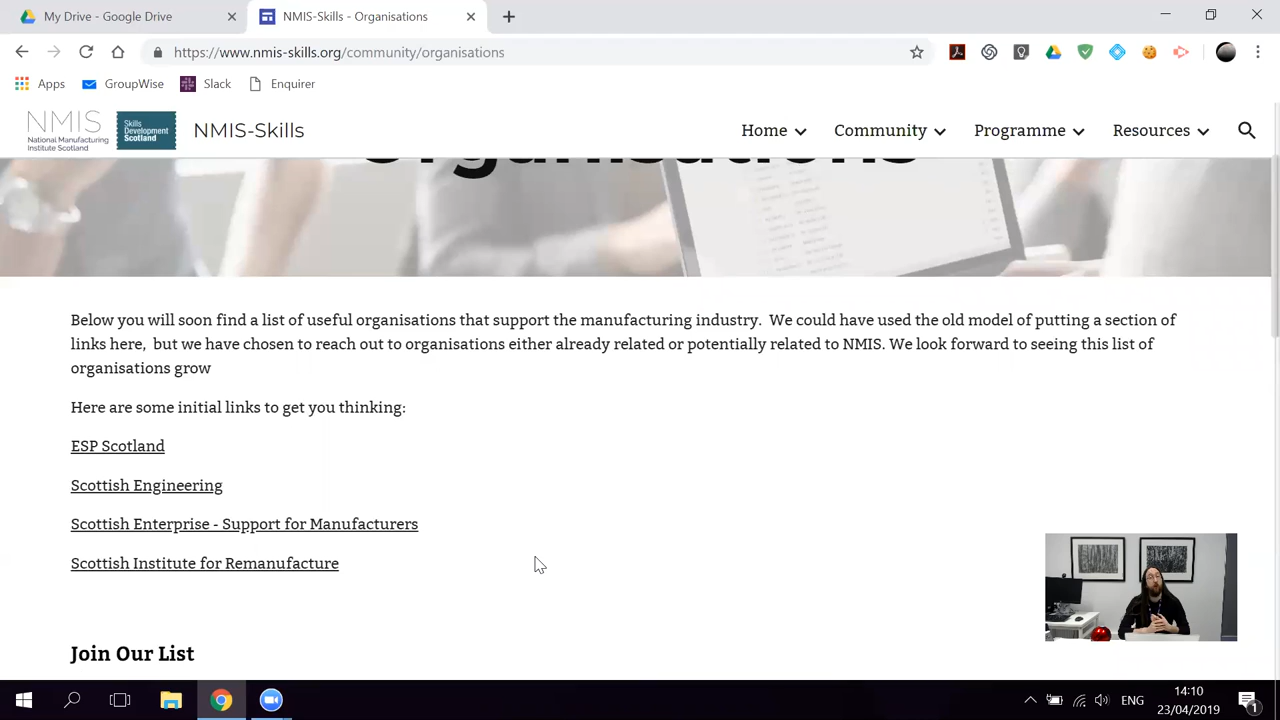 My Drive - Google Drive
NMIS-Skills - Organisations
https://www.nmis-skills.org/community/organisations
Apps
GroupWise
Slack
Enquirer
NMIS
National Manufacturing
Institute Scotland
Skills
Development
Scotland
NMIS-Skills
Home
Community
Programme
Resources
Organisations
Below you will soon find a list of useful organisations that support the manufacturing industry. We could have used the old model of putting a section of
links here, but we have chosen to reach out to organisations either already related or potentially related to NMIS. We look forward to seeing this list of
organisations grow
Here are some initial links to get you thinking:
ESP Scotland
Scottish Engineering
Scottish Enterprise - Support for Manufacturers
Scottish Institute for Remanufacture
Join Our List
ENG
14:10
23/04/2019
1